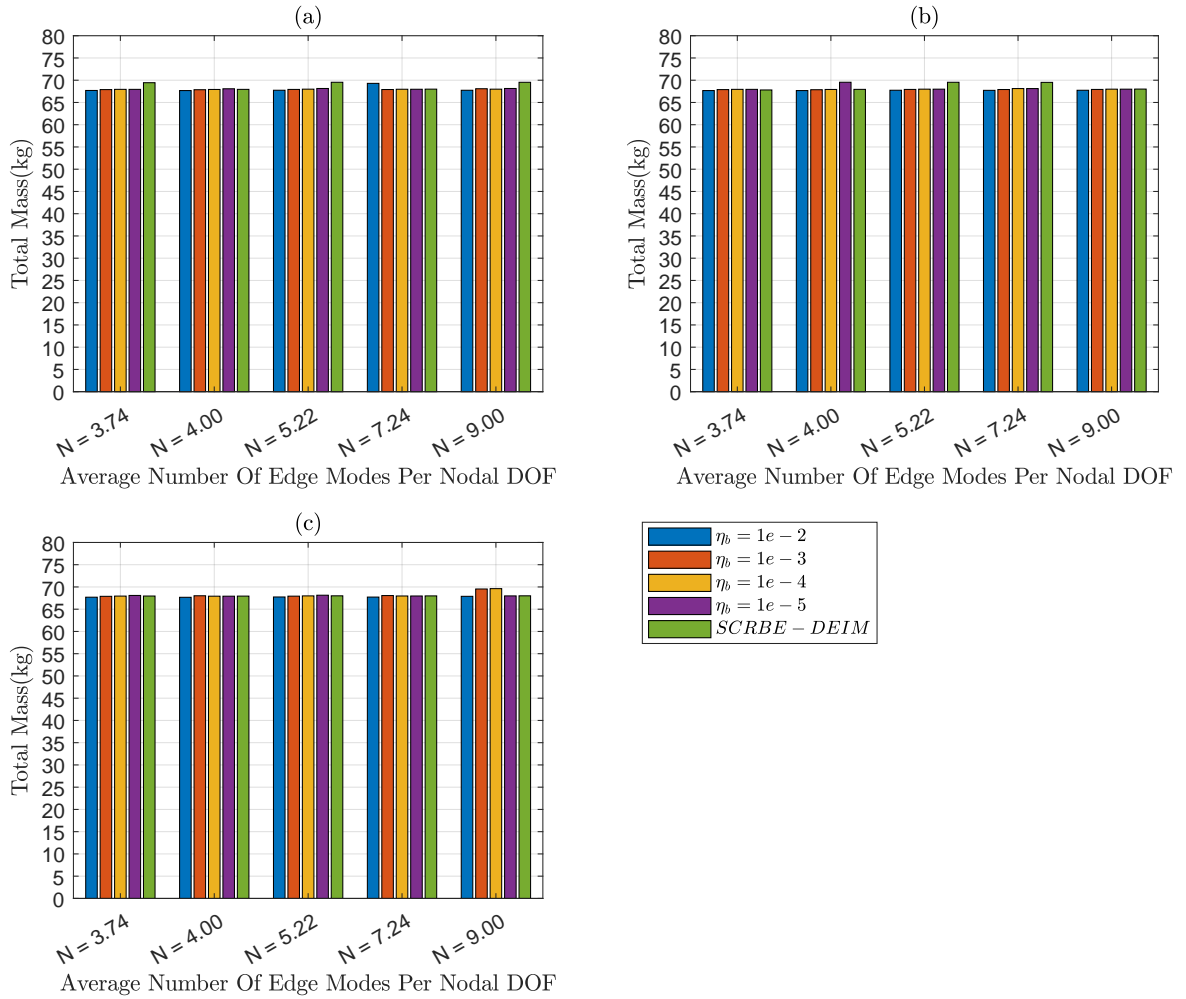 (a)
80
75
70
65
60
55
50
45
40
35
30
25
20
15
10
5
0
Total Mass(kg)
N = 3.74
N = 4.00
N = 5.22
N = 7.24
N = 9.00
Average Number Of Edge Modes Per Nodal DOF
(b)
80
75
70
65
60
55
50
45
40
35
30
25
20
15
10
5
0
Total Mass(kg)
N = 3.74
N = 4.00
N = 5.22
N = 7.24
N = 9.00
Average Number Of Edge Modes Per Nodal DOF
(c)
80
75
70
65
60
55
50
45
40
35
30
25
20
15
10
5
0
Total Mass(kg)
N = 3.74
N = 4.00
N = 5.22
N = 7.24
N = 9.00
Average Number Of Edge Modes Per Nodal DOF
η_b = 1e − 2
η_b = 1e − 3
η_b = 1e − 4
η_b = 1e − 5
SCRBE − DEIM